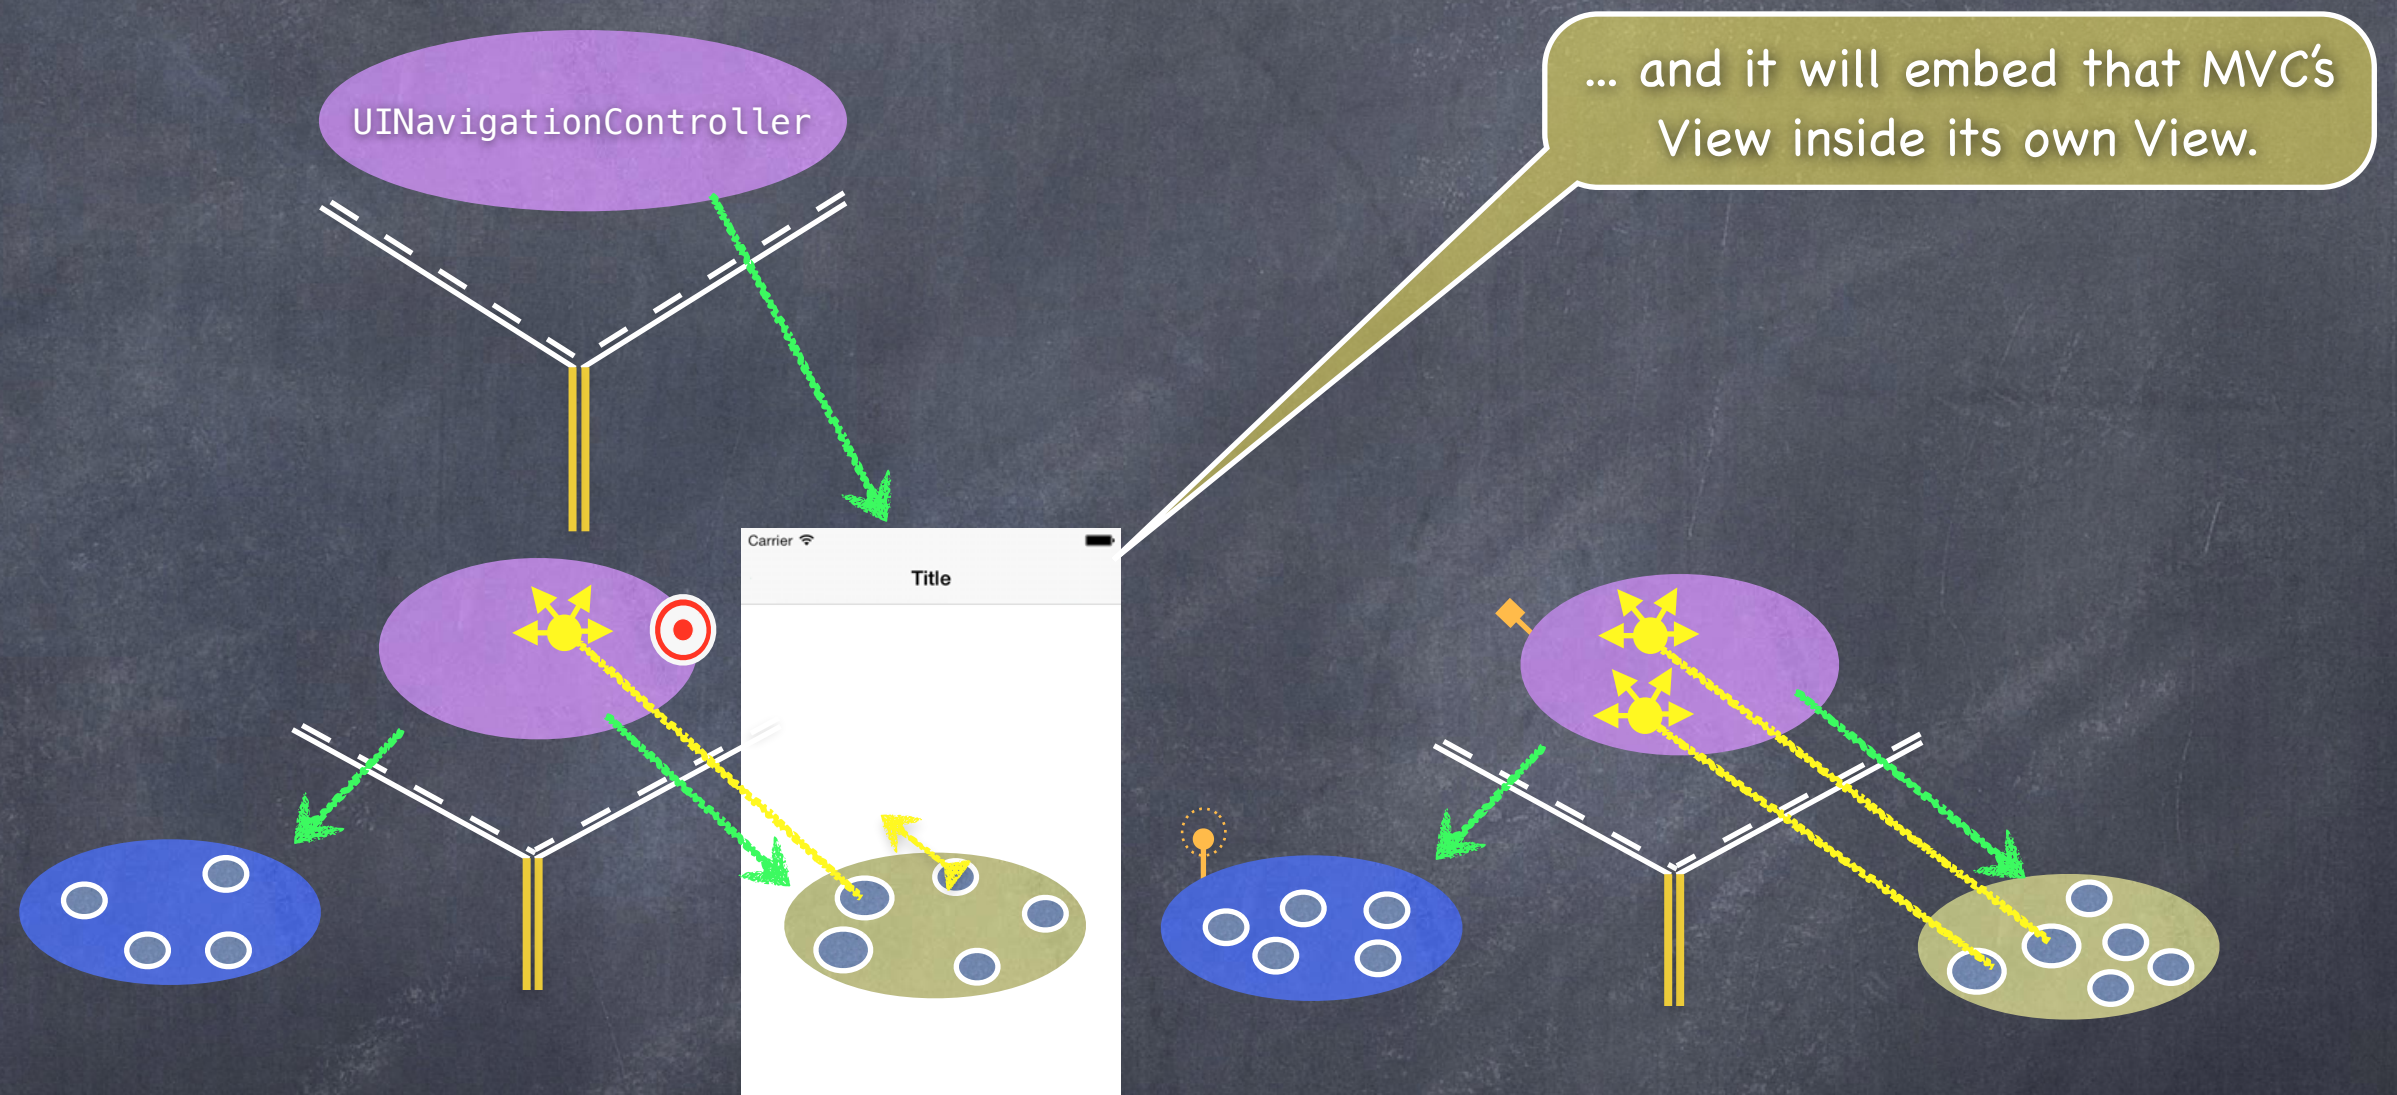 UINavigationController
... and it will embed that MVC's
View inside its own View.
Carrier
Title